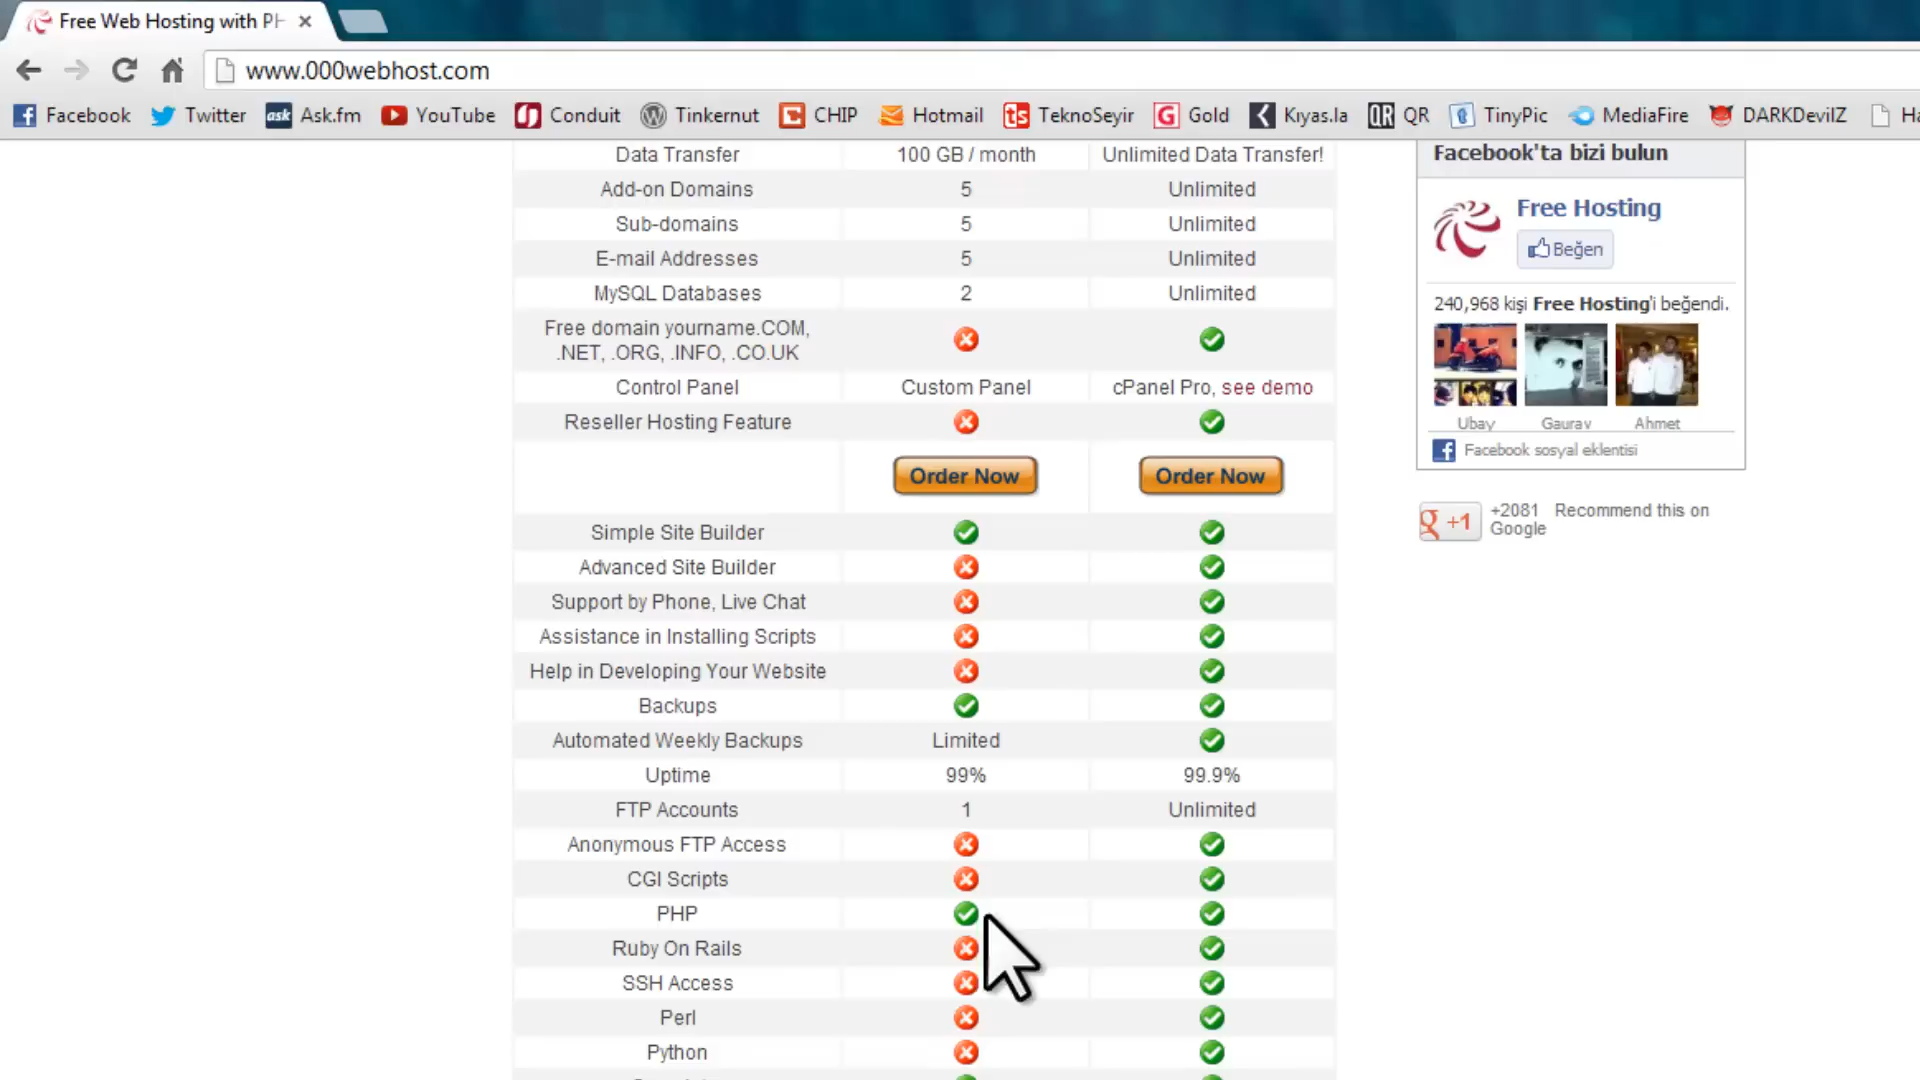 Free Web Hosting with PH
www.000webhost.com
Facebook Twitter Ask.fm YouTube Conduit Tinkernut CHIP Hotmail TeknoSeyir Gold Kıyas.la QR TinyPic MediaFire DARKDevilZ Ha
Data Transfer 100 GB / month Unlimited Data Transfer!
Add-on Domains 5 Unlimited
Sub-domains 5 Unlimited
E-mail Addresses 5 Unlimited
MySQL Databases 2 Unlimited
Free domain yourname.COM,
.NET, .ORG, .INFO, .CO.UK
Control Panel Custom Panel cPanel Pro, see demo
Reseller Hosting Feature
Order Now Order Now
Simple Site Builder
Advanced Site Builder
Support by Phone, Live Chat
Assistance in Installing Scripts
Help in Developing Your Website
Backups
Automated Weekly Backups Limited
Uptime 99% 99.9%
FTP Accounts 1 Unlimited
Anonymous FTP Access
CGI Scripts
PHP
Ruby On Rails
SSH Access
Perl
Python
Facebook'ta bizi bulun
Free Hosting
Beğen
240,968 kişi Free Hosting'i beğendi.
Ubay Gaurav Ahmet
Facebook sosyal eklentisi
+1 +2081 Recommend this on
Google